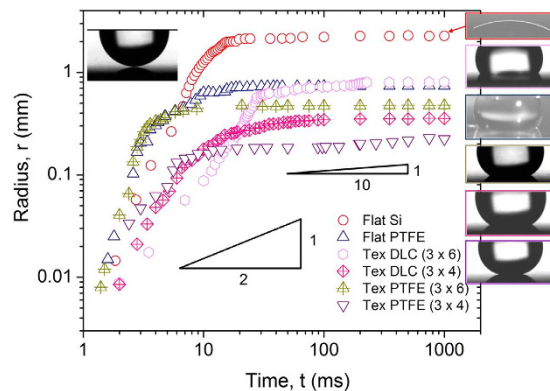 Radius, r (mm)
1
0.1
0.01
10
1
1
2
Flat Si
Flat PTFE
Tex DLC (3 x 6)
Tex DLC (3 x 4)
Tex PTFE (3 x 6)
Tex PTFE (3 x 4)
1
10
100
1000
Time, t (ms)